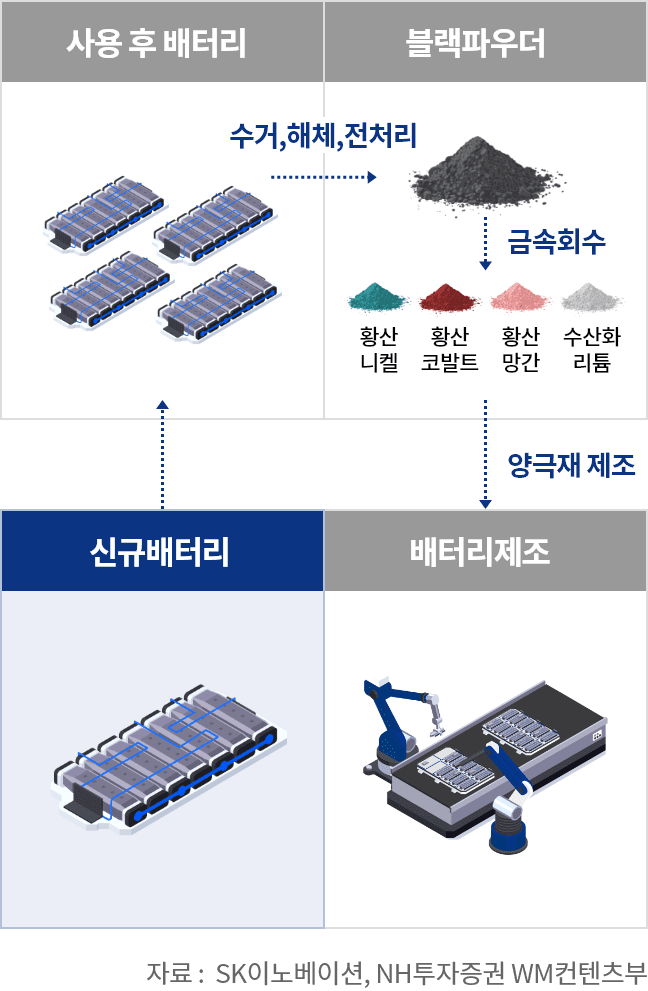 사용 후 배터리
블랙파우더
수거,해체,전처리
금속회수
황산
니켈
황산
코발트
황산
망간
수산화
리튬
양극재 제조
신규배터리
배터리제조
자료 : SK이노베이션, NH투자증권 WM컨텐츠부